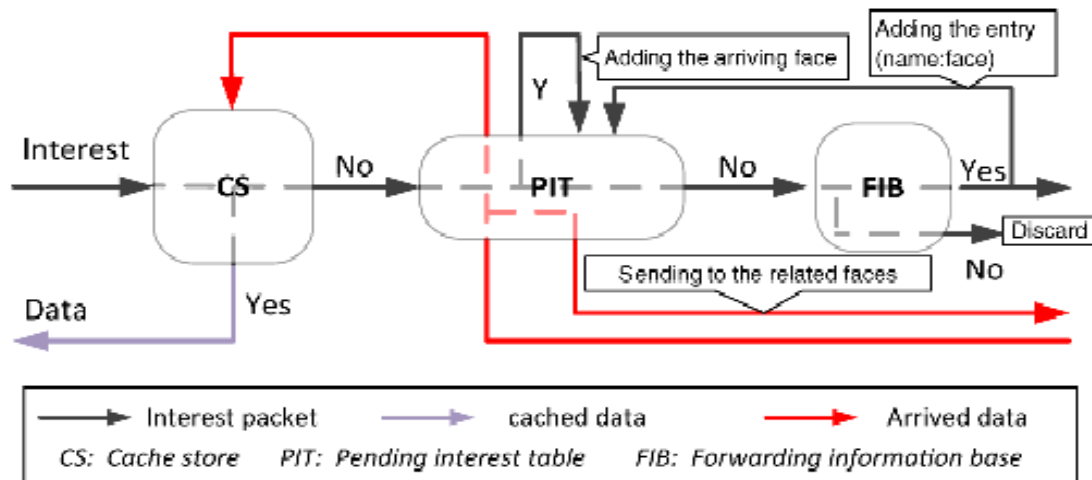 Adding the entry
(name:face)
Adding the arriving face
Y
Interest
No
No
Yes
CS
PIT
FIB
Discard
No
Sending to the related faces
Data
Yes
Interest packet
cached data
Arrived data
CS: Cache store
PIT: Pending interest table
FIB: Forwarding information base